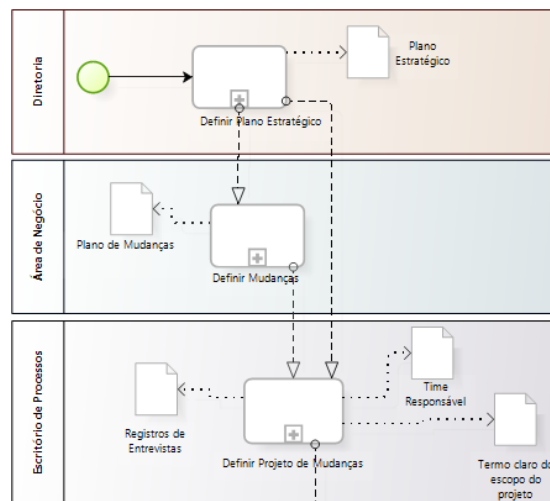 Diretoria
Plano
Estratégico
Definir Plano Estratégico
Área de Negócio
Plano de Mudanças
Definir Mudanças
Escritório de Processos
Time
Responsável
Registros de
Entrevistas
Definir Projeto de Mudanças
Termo claro do
escopo do
projeto